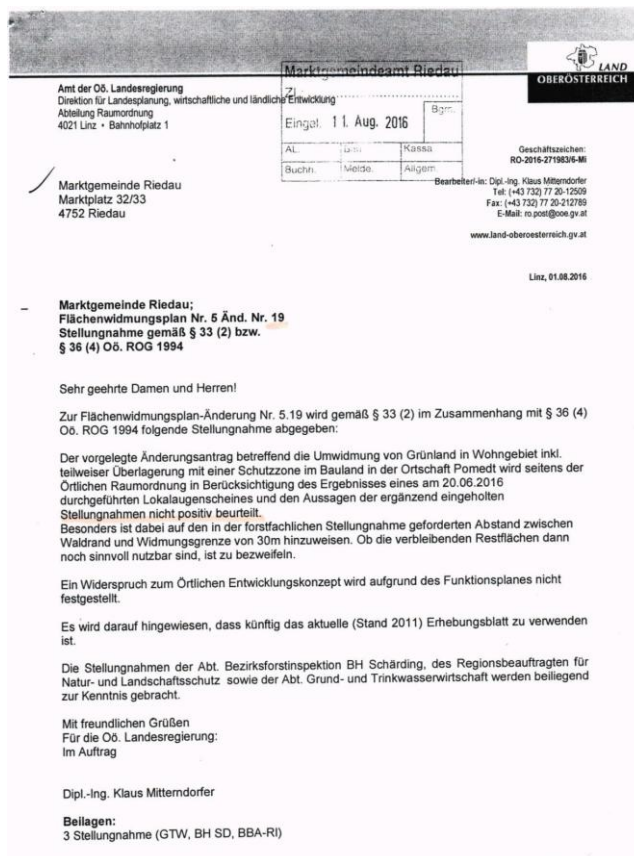 Marktgemeindeamt Riedau
Zl.
Bgm.
Eingel. 11. Aug. 2016
AL.
Kassa
Buchh.
Melde.
Allgem.
LAND
OBERÖSTERREICH
Amt der Oö. Landesregierung
Direktion für Landesplanung, wirtschaftliche und ländliche Entwicklung
Abteilung Raumordnung
4021 Linz • Bahnhofplatz 1
Geschäftszeichen:
RO-2016-271983/6-Mi
Bearbeiter/-in: Dipl.-Ing. Klaus Mitterndorfer
Tel: (+43 732) 77 20-12509
Fax: (+43 732) 77 20-212789
E-Mail: ro.post@ooe.gv.at
www.land-oberoesterreich.gv.at
Marktgemeinde Riedau
Marktplatz 32/33
4752 Riedau
Linz, 01.08.2016
Marktgemeinde Riedau;
Flächenwidmungsplan Nr. 5 Änd. Nr. 19
Stellungnahme gemäß § 33 (2) bzw.
§ 36 (4) Oö. ROG 1994
Sehr geehrte Damen und Herren!
Zur Flächenwidmungsplan-Änderung Nr. 5.19 wird gemäß § 33 (2) im Zusammenhang mit § 36 (4)
Oö. ROG 1994 folgende Stellungnahme abgegeben:
Der vorgelegte Änderungsantrag betreffend die Umwidmung von Grünland in Wohngebiet inkl.
teilweiser Überlagerung mit einer Schutzzone im Bauland in der Ortschaft Pomedt wird seitens der
Örtlichen Raumordnung in Berücksichtigung des Ergebnisses eines am 20.06.2016
durchgeführten Lokalaugenscheines und den Aussagen der ergänzend eingeholten
Stellungnahmen nicht positiv beurteilt.
Besonders ist dabei auf den in der forstfachlichen Stellungnahme geforderten Abstand zwischen
Waldrand und Widmungsgrenze von 30m hinzuweisen. Ob die verbleibenden Restflächen dann
noch sinnvoll nutzbar sind, ist zu bezweifeln.
Ein Widerspruch zum Örtlichen Entwicklungskonzept wird aufgrund des Funktionsplanes nicht
festgestellt.
Es wird darauf hingewiesen, dass künftig das aktuelle (Stand 2011) Erhebungsblatt zu verwenden
ist.
Die Stellungnahmen der Abt. Bezirksforstinspektion BH Schärding, des Regionsbeauftragten für
Natur- und Landschaftsschutz sowie der Abt. Grund- und Trinkwasserwirtschaft werden beiliegend
zur Kenntnis gebracht.
Mit freundlichen Grüßen
Für die Oö. Landesregierung:
Im Auftrag
Dipl.-Ing. Klaus Mitterndorfer
Beilagen:
3 Stellungnahme (GTW, BH SD, BBA-RI)